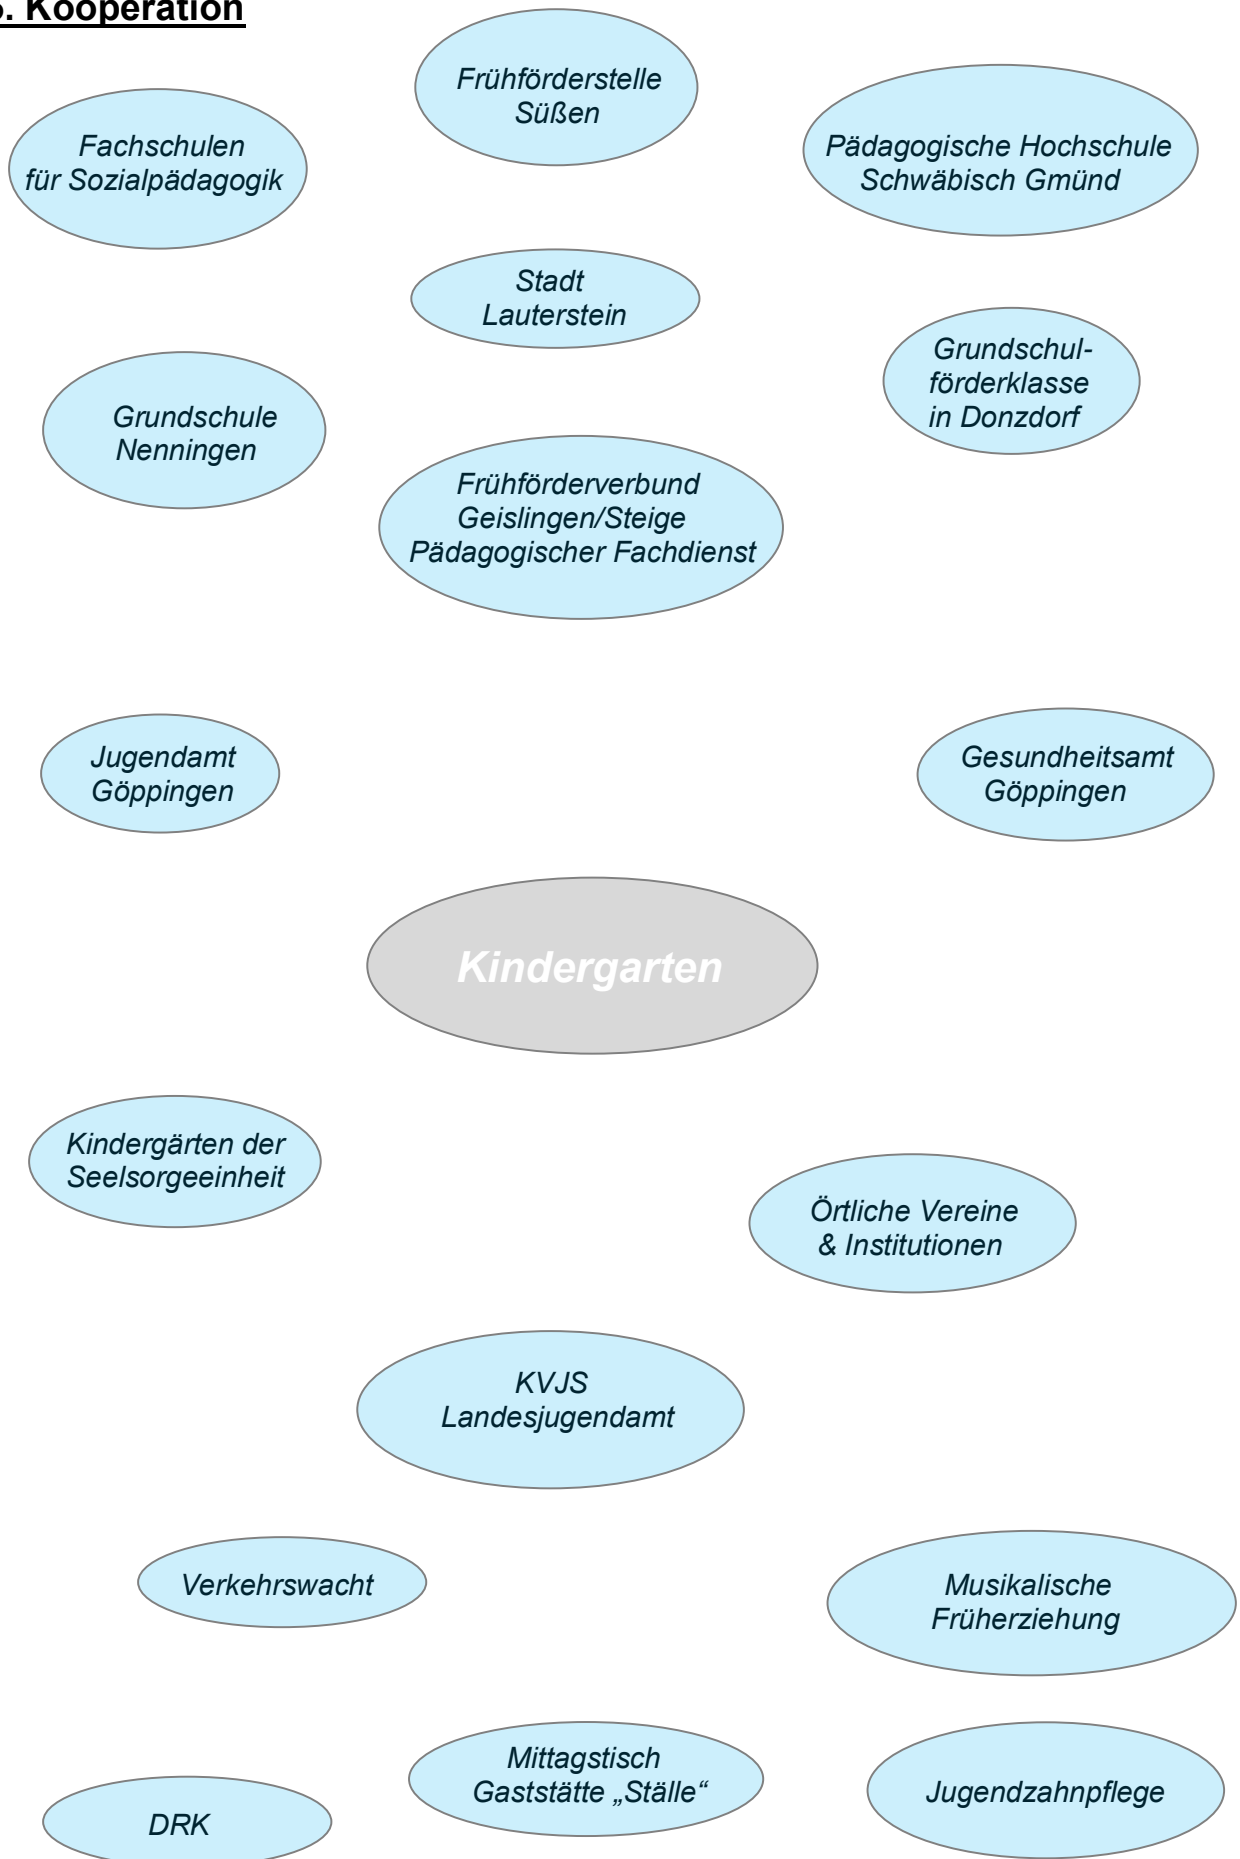 . Kooperation
Frühförderstelle
Süßen
Fachschulen
für Sozialpädagogik
Pädagogische Hochschule
Schwäbisch Gmünd
Stadt
Lauterstein
Grundschul-
förderklasse
in Donzdorf
Grundschule
Nenningen
Frühförderverbund
Geislingen/Steige
Pädagogischer Fachdienst
Jugendamt
Göppingen
Gesundheitsamt
Göppingen
Kindergarten
Kindergärten der
Seelsorgeeinheit
Örtliche Vereine
& Institutionen
KVJS
Landesjugendamt
Verkehrswacht
Musikalische
Früherziehung
Mittagstisch
Gaststätte „Ställe“
Jugendzahnpflege
DRK